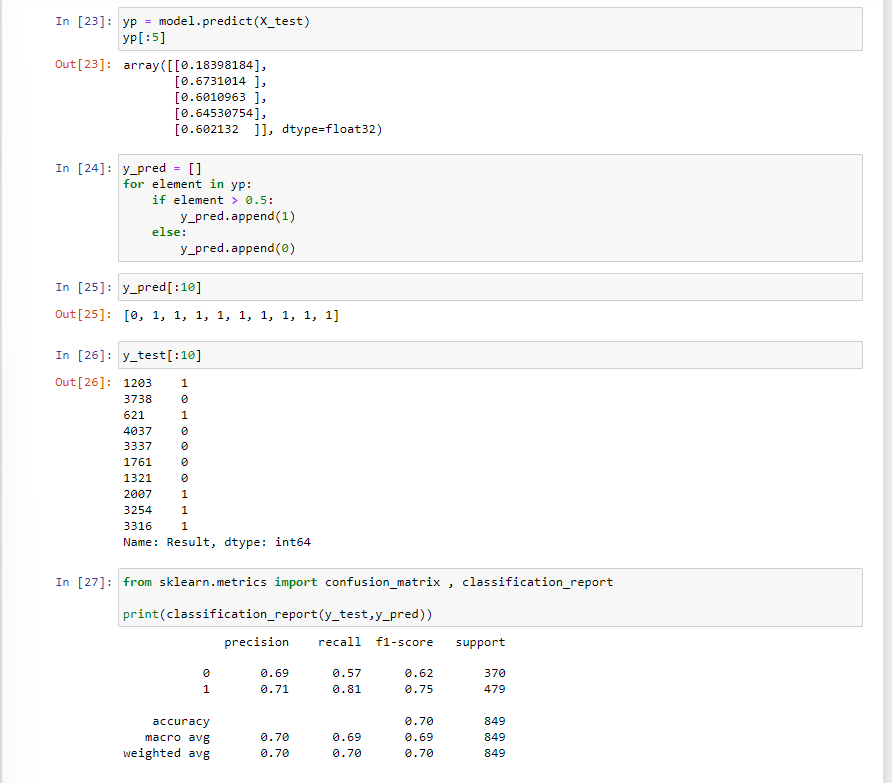 In [23]: yp = model.predict(X_test)
yp[:5]
Out[23]: array([[0.18398184],
[0.6731014 ],
[0.6010963 ],
[0.64530754],
[0.602132  ]], dtype=float32)
In [24]: y_pred = []
for element in yp:
    if element > 0.5:
        y_pred.append(1)
    else:
        y_pred.append(0)
In [25]: y_pred[:10]
Out[25]: [0, 1, 1, 1, 1, 1, 1, 1, 1, 1]
In [26]: y_test[:10]
Out[26]: 1203    1
3738    0
621     1
4037    0
3337    0
1761    0
1321    0
2007    1
3254    1
3316    1
Name: Result, dtype: int64
In [27]: from sklearn.metrics import confusion_matrix , classification_report
print(classification_report(y_test,y_pred))
precision    recall  f1-score   support
0       0.69      0.57      0.62       370
1       0.71      0.81      0.75       479
accuracy                           0.70       849
macro avg       0.70      0.69      0.69       849
weighted avg       0.70      0.70      0.70       849